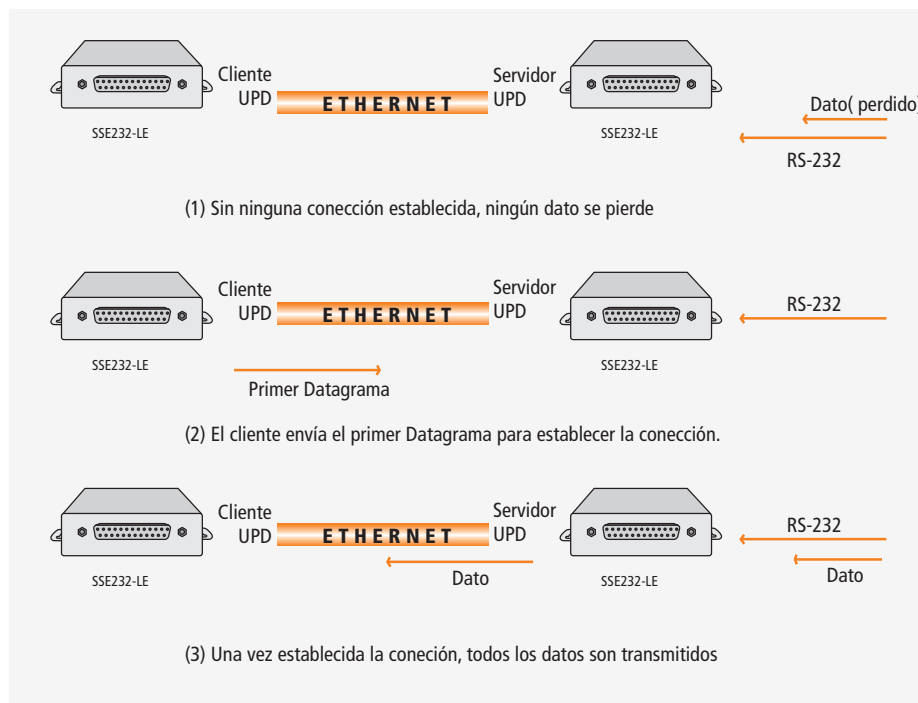 Cliente
UPD
ETHERNET
Servidor
UPD
SSE232-LE
SSE232-LE
Dato( perdido)
RS-232
(1) Sin ninguna conección establecida, ningún dato se pierde
Cliente
UPD
ETHERNET
Servidor
UPD
RS-232
SSE232-LE
SSE232-LE
Primer Datagrama
(2) El cliente envía el primer Datagrama para establecer la conección.
Cliente
UPD
ETHERNET
Servidor
UPD
RS-232
SSE232-LE
Dato
SSE232-LE
Dato
(3) Una vez establecida la coneción, todos los datos son transmitidos